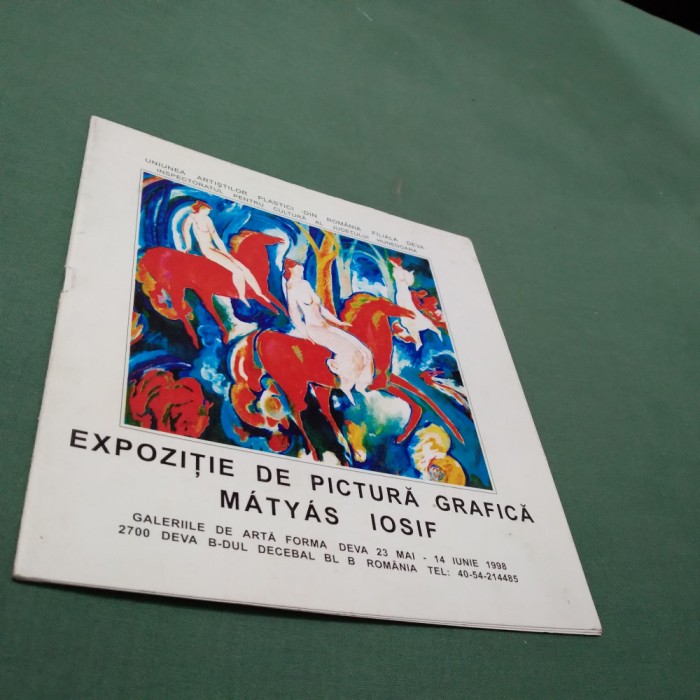 UNIUNEA ARTIȘTILOR PLASTICI DIN ROMÂNIA FILIALA DEVA
INSPECTORATUL PENTRU CULTURĂ AL JUDEȚULUI HUNEDOARA
EXPOZIȚIE DE PICTURĂ GRAFICĂ
MÁTYÁS IOSIF
GALERIILE DE ARTĂ FORMA DEVA 23 MAI - 14 IUNIE 1998
2700 DEVA B-DUL DECEBAL BL B ROMÂNIA TEL: 40-54-214485